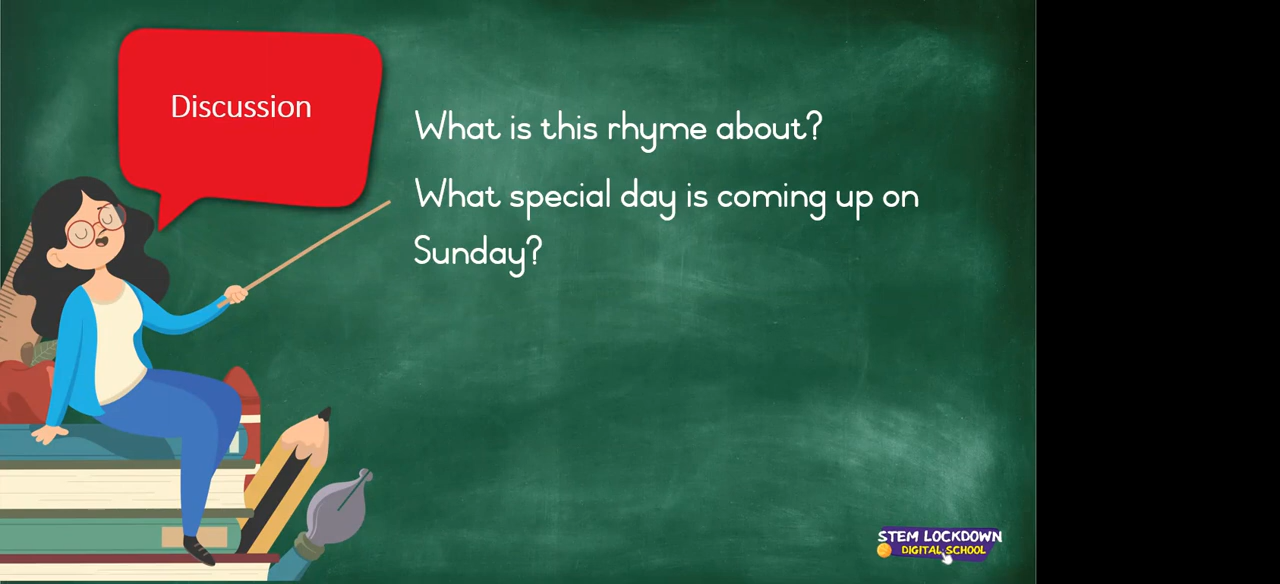 Discussion
What is this rhyme about?
What special day is coming up on
Sunday?
STEM LOCKDOWN
DIGITAL SCHOOL